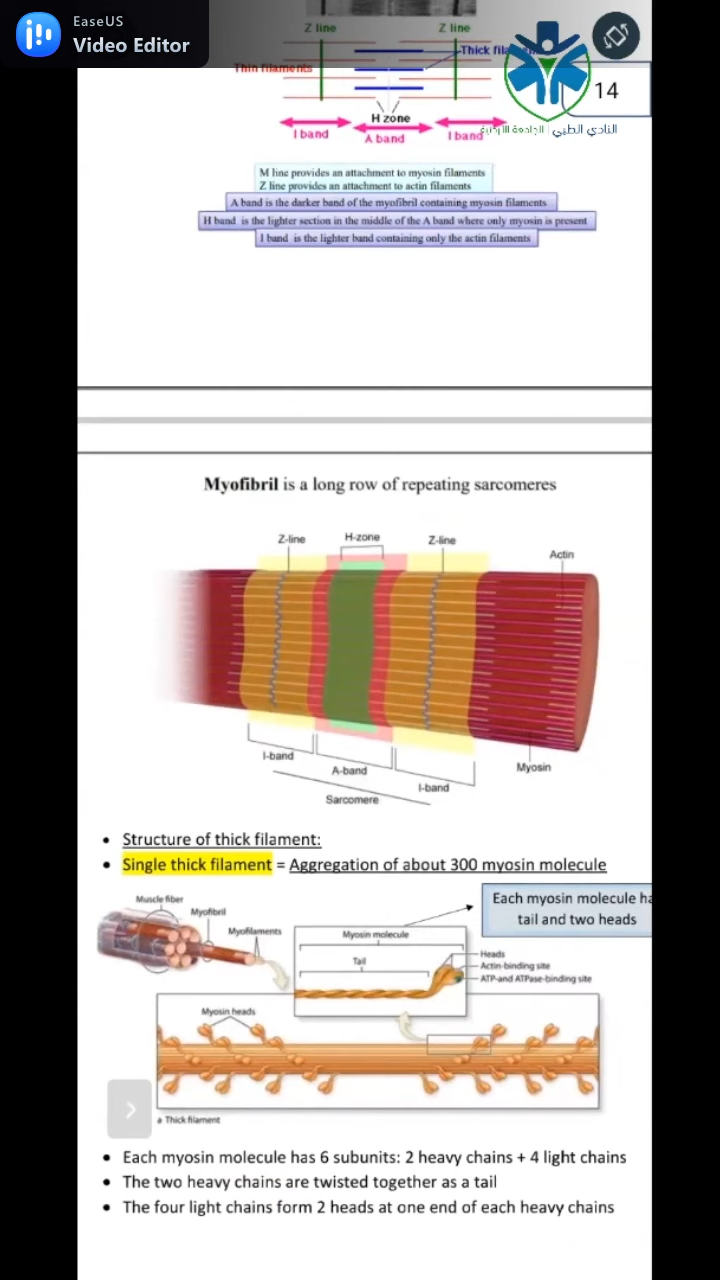 EaseUS
Video Editor
Z line
Z line
Thin filaments
14
H zone
I band
A band
I band
النادي الطبي | الجامعة الأردنية
M line provides an attachment to myosin filaments
Z line provides an attachment to actin filaments
A band is the darker band of the myofibril containing myosin filaments
H band is the lighter section in the middle of the A band where only myosin is present
I band is the lighter band containing only the actin filaments
Myofibril is a long row of repeating sarcomeres
Z-line
H-zone
Z-line
Actin
I-band
A-band
I-band
Myosin
Sarcomere
• Structure of thick filament:
• Single thick filament = Aggregation of about 300 myosin molecule
Each myosin molecule ha
tail and two heads
Muscle fiber
Myofibril
Myofilaments
Myosin molecule
Tail
Heads
Actin-binding site
ATP-and ATPase-binding site
Myosin heads
a Thick filament
• Each myosin molecule has 6 subunits: 2 heavy chains + 4 light chains
• The two heavy chains are twisted together as a tail
• The four light chains form 2 heads at one end of each heavy chains